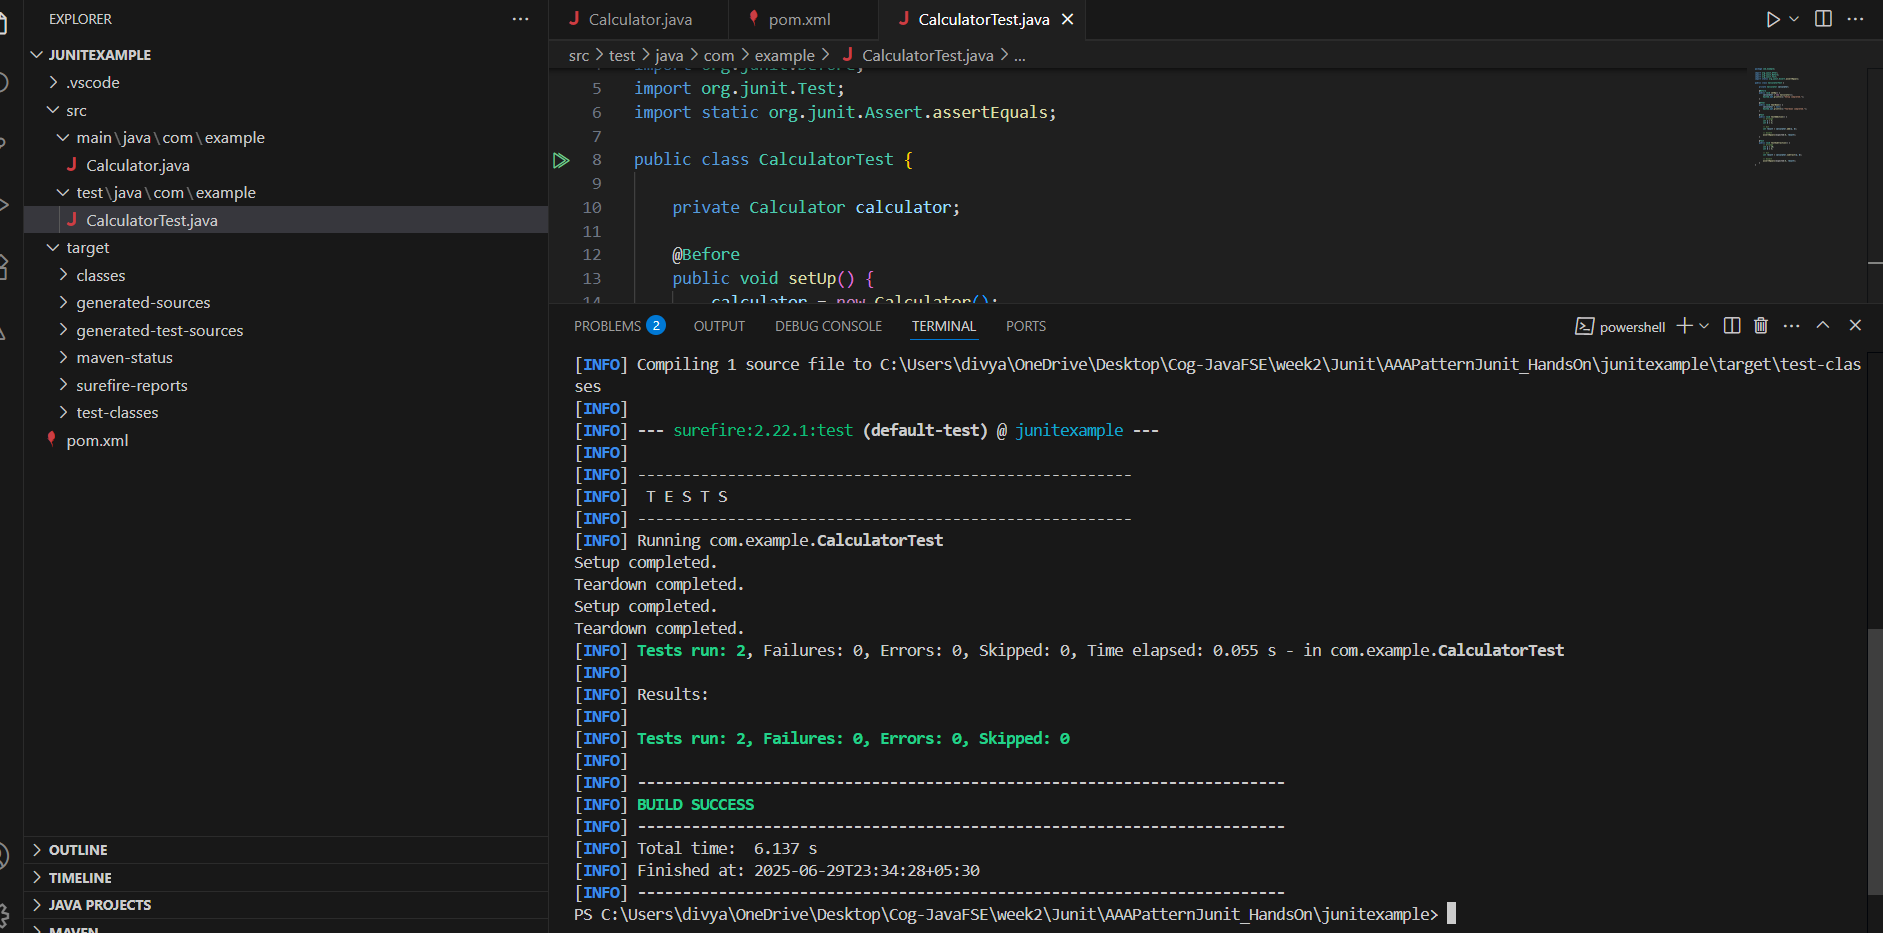 EXPLORER
JUNITEXAMPLE
.vscode
src
main\java\com\example
J Calculator.java
test\java\com\example
J CalculatorTest.java
target
classes
generated-sources
generated-test-sources
maven-status
surefire-reports
test-classes
pom.xml
OUTLINE
TIMELINE
JAVA PROJECTS
MAVEN
J Calculator.java
pom.xml
J CalculatorTest.java
src > test > java > com > example > J CalculatorTest.java > ...
import org.junit.Before;
5 import org.junit.Test;
6 import static org.junit.Assert.assertEquals;
7
8 public class CalculatorTest {
9
10 private Calculator calculator;
11
12 @Before
13 public void setUp() {
14 calculator = new Calculator();
PROBLEMS 2 OUTPUT DEBUG CONSOLE TERMINAL PORTS
powershell
[INFO] Compiling 1 source file to C:\Users\divya\OneDrive\Desktop\Cog-JavaFSE\week2\Junit\AAAPatternJunit_HandsOn\junitexample\target\test-clas
ses
[INFO]
[INFO] --- surefire:2.22.1:test (default-test) @ junitexample ---
[INFO]
[INFO] -------------------------------------------------------
[INFO] T E S T S
[INFO] -------------------------------------------------------
[INFO] Running com.example.CalculatorTest
Setup completed.
Teardown completed.
Setup completed.
Teardown completed.
[INFO] Tests run: 2, Failures: 0, Errors: 0, Skipped: 0, Time elapsed: 0.055 s - in com.example.CalculatorTest
[INFO]
[INFO] Results:
[INFO]
[INFO] Tests run: 2, Failures: 0, Errors: 0, Skipped: 0
[INFO]
[INFO] ------------------------------------------------------------------------
[INFO] BUILD SUCCESS
[INFO] ------------------------------------------------------------------------
[INFO] Total time:  6.137 s
[INFO] Finished at: 2025-06-29T23:34:28+05:30
[INFO] ------------------------------------------------------------------------
PS C:\Users\divya\OneDrive\Desktop\Cog-JavaFSE\week2\Junit\AAAPatternJunit_HandsOn\junitexample>